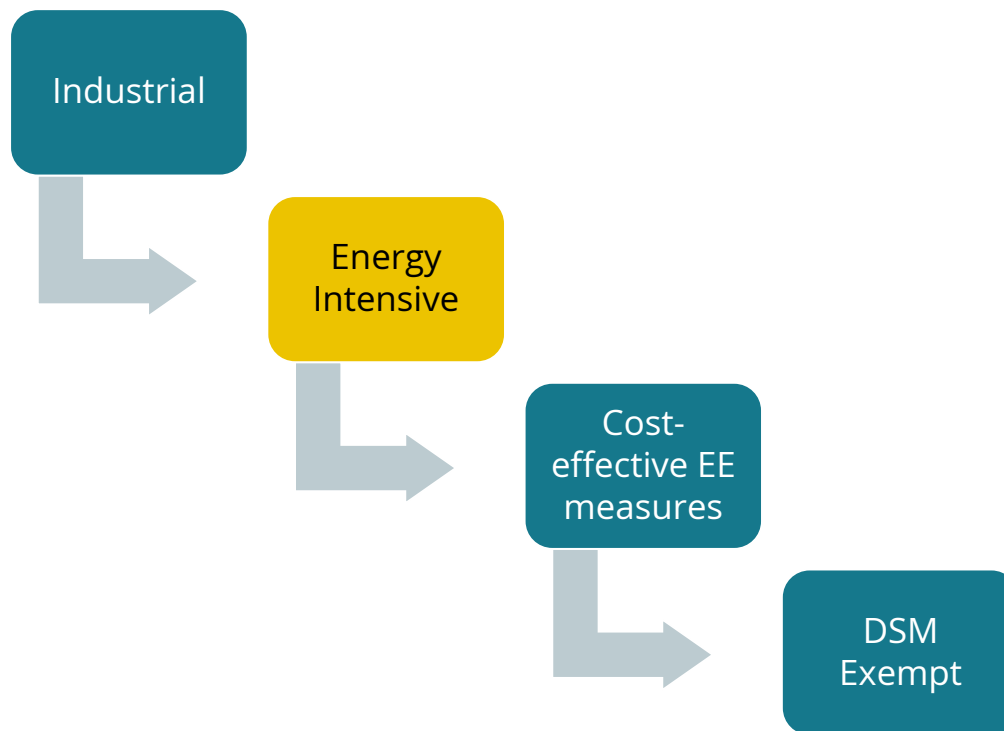 Industrial
Energy
Intensive
Cost-
effective EE
measures
DSM
Exempt